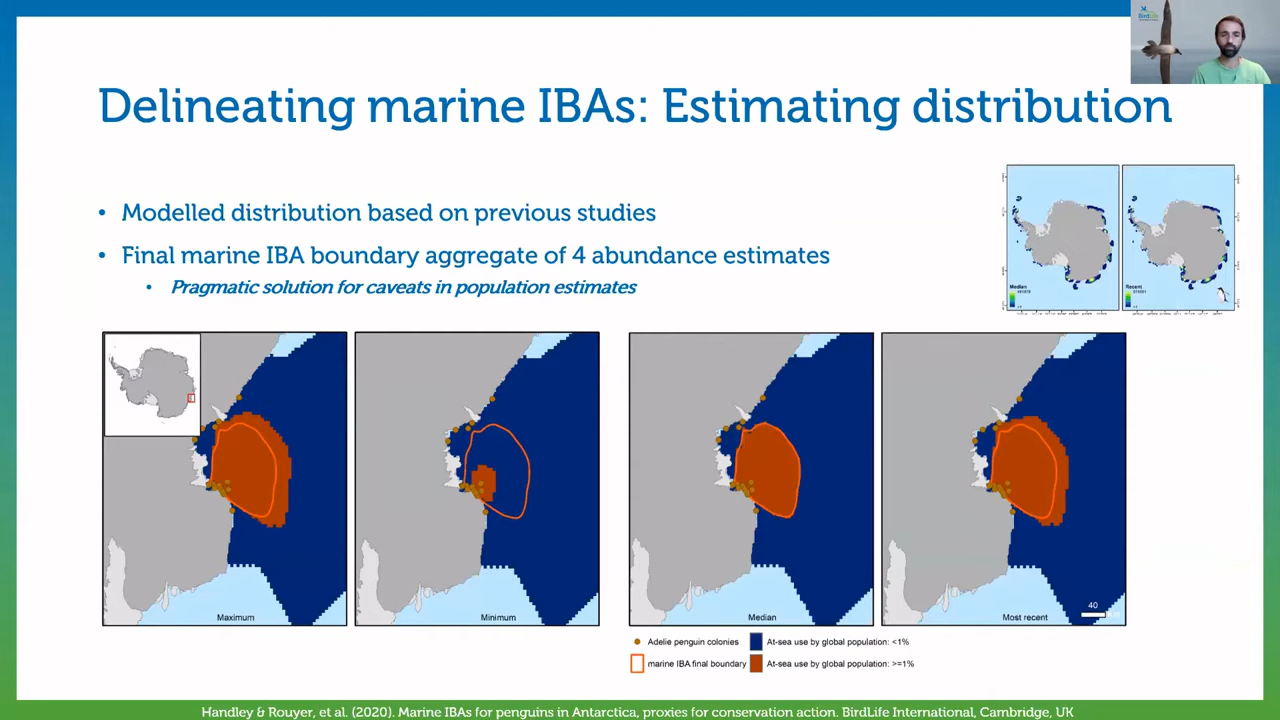 BirdLife
Delineating marine IBAs: Estimating distribution
• Modelled distribution based on previous studies
• Final marine IBA boundary aggregate of 4 abundance estimates
• Pragmatic solution for caveats in population estimates
Median
Recent
Maximum
Minimum
Median
Most recent
40
Adelie penguin colonies
At-sea use by global population: <1%
marine IBA final boundary
At-sea use by global population: >=1%
Handley & Rouyer, et al. (2020). Marine IBAs for penguins in Antarctica, proxies for conservation action. BirdLife International, Cambridge, UK